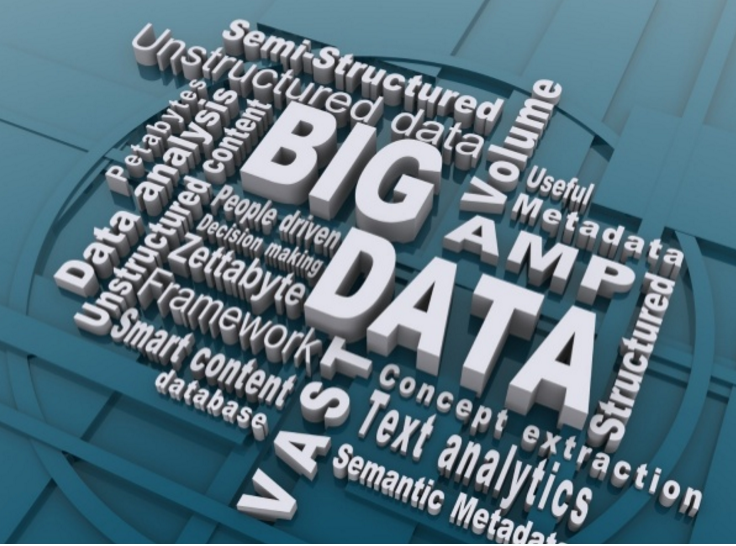 Semi-Structured
Unstructured data
Petabytes
Data analysis
Unstructured content
BIG
DATA
Volume
Useful
Metadata
AMP
Structured
People driven
Decision making
Zettabyte
Framework
Smart content
database
VAST
Concept extraction
Text analytics
Semantic Metadata